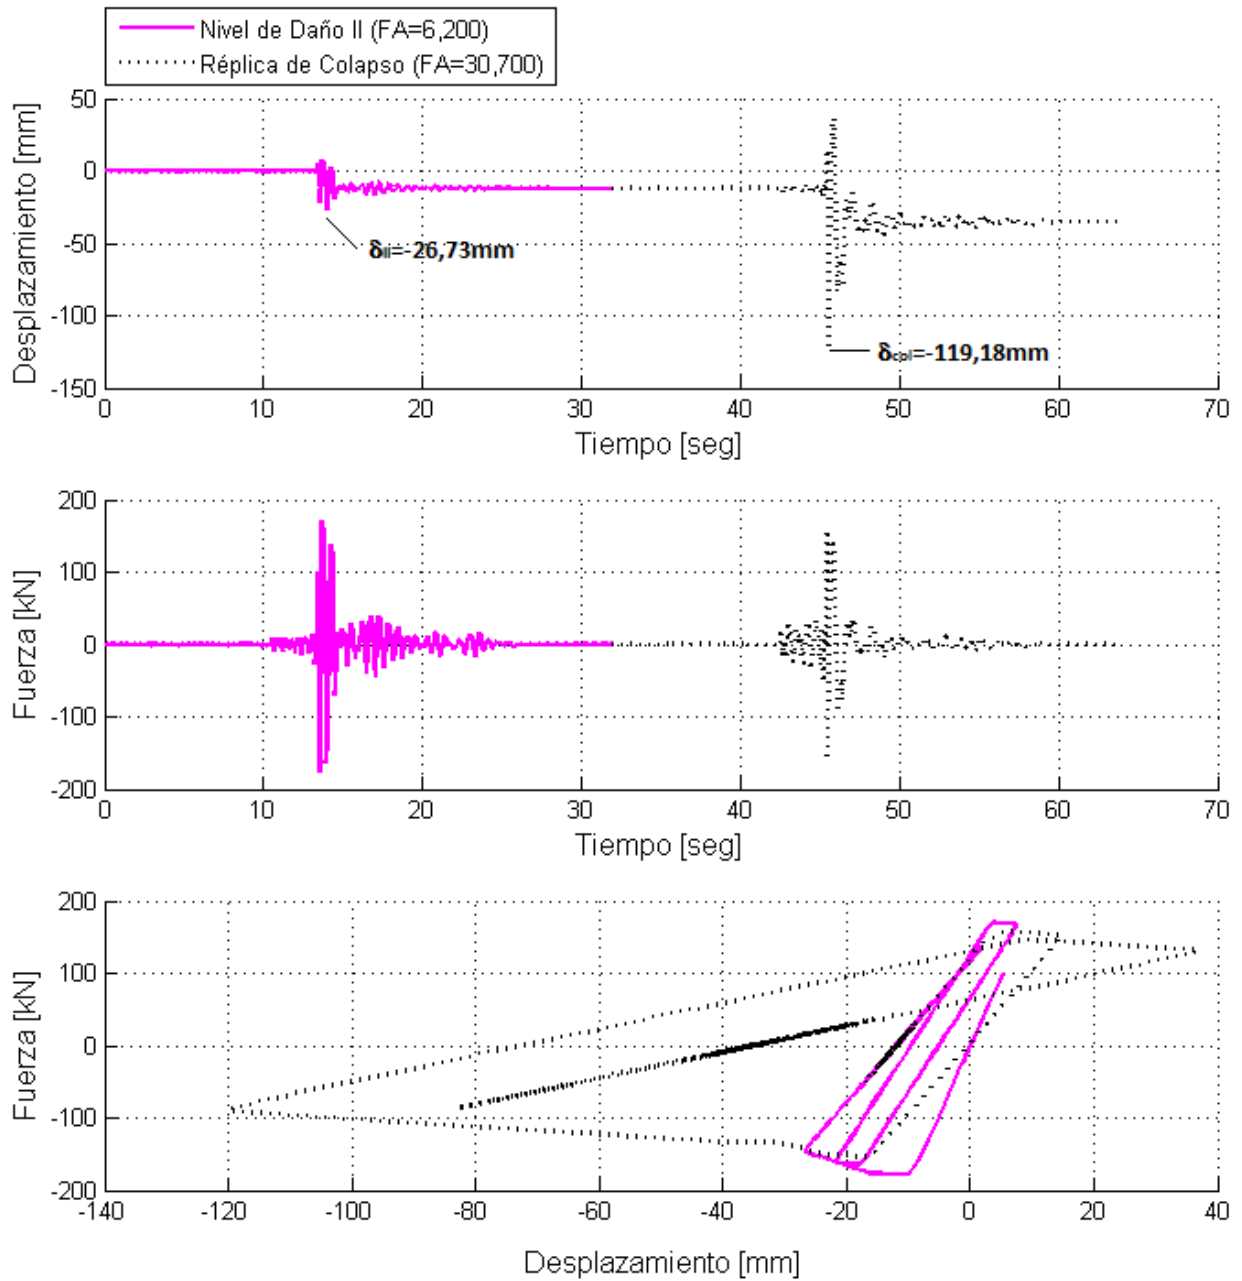 Nivel de Daño II (FA=6,200)
Réplica de Colapso (FA=30,700)
Desplazamiento [mm]
50
0
-50
-100
-150
δII=-26,73mm
δcol=-119,18mm
0 10 20 30 40 50 60 70
Tiempo [seg]
Fuerza [kN]
200
100
0
-100
-200
0 10 20 30 40 50 60 70
Tiempo [seg]
Fuerza [kN]
200
100
0
-100
-200
-140 -120 -100 -80 -60 -40 -20 0 20 40
Desplazamiento [mm]